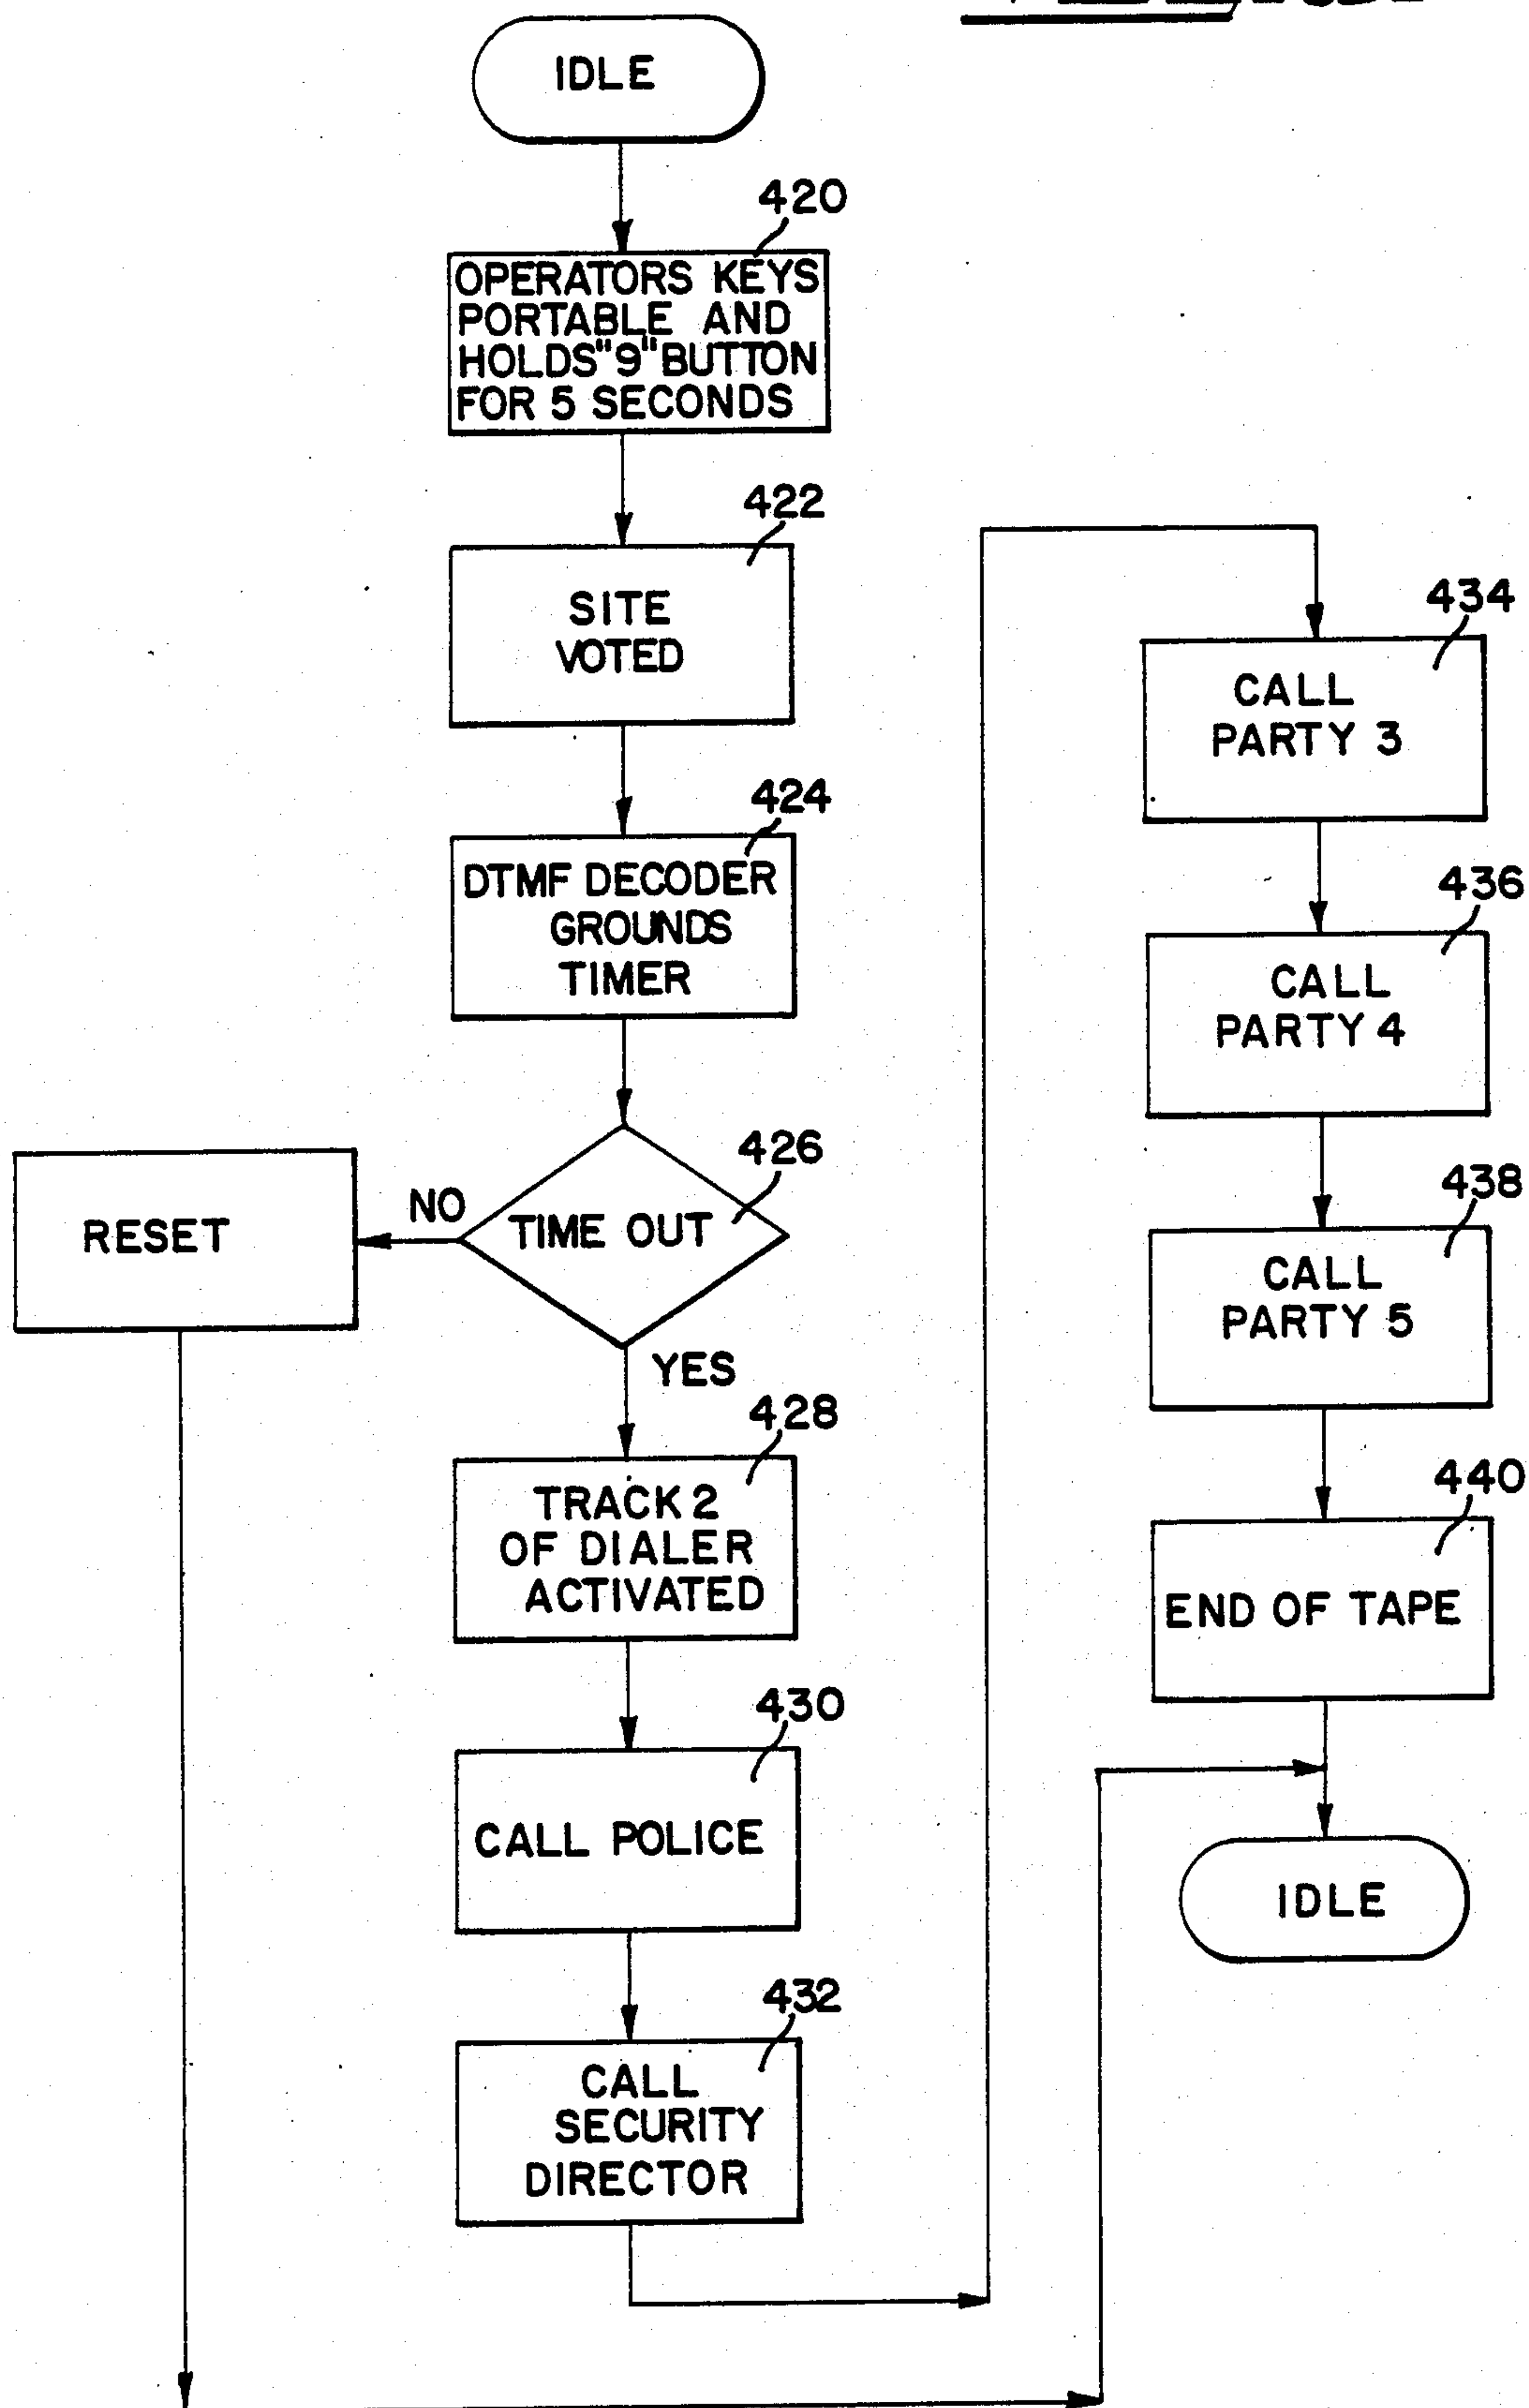 IDLE
420
OPERATORS KEYS
PORTABLE AND
HOLDS "9" BUTTON
FOR 5 SECONDS
422
SITE
VOTED
424
DTMF DECODER
GROUNDS
TIMER
426
TIME OUT
NO
RESET
YES
428
TRACK 2
OF DIALER
ACTIVATED
430
CALL POLICE
432
CALL
SECURITY
DIRECTOR
434
CALL
PARTY 3
436
CALL
PARTY 4
438
CALL
PARTY 5
440
END OF TAPE
IDLE